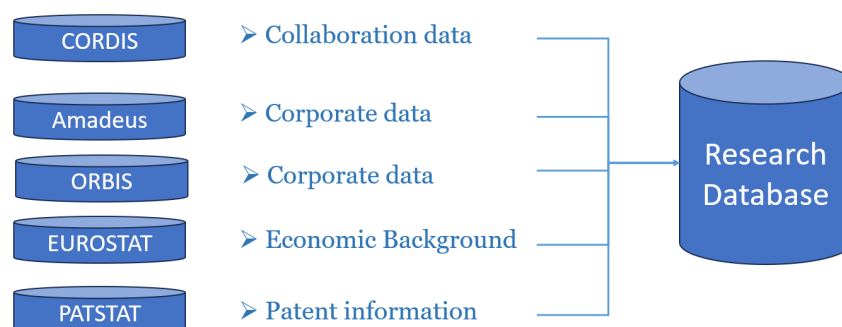 CORDIS
➢ Collaboration data
Amadeus
➢ Corporate data
ORBIS
➢ Corporate data
EUROSTAT
➢ Economic Background
PATSTAT
➢ Patent information
Research
Database